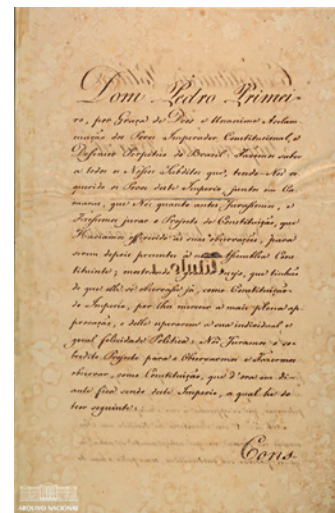 Dom Pedro Primei-
ro, por Graça de Deos e Unanime Acclam-
mação dos Povos Imperador Constitucional, e
Defensor Perpetuo do Brazil: Fazemos saber
a todos os Nossos Subditos que, tendo-Nos re
querido os Povos deste Imperio, juntos em Ca-
maras, que Nós quanto antes Jurassemos, e
Fizessemos jurar o Projecto de Constituição, que
Haviamos offerecido ás suas observações, para
serem depois presentes á nova Assembléa Cons
tituinte; mostrando o desejo, que tinhão
de que elle se observasse já, como Constituição
do Imperio, por lhes merecer a mais plena ap-
provação, e delle esperarem a sua individual, e
geral felicidade Politica: Nós Juramos o so-
bredito Projecto para o Observarmos e Fazermos
observar, como Constituição, que d'ora em di-
ante fica sendo deste Imperio, a qual he do
teor seguinte:
Cons-
ARQUIVO NACIONAL